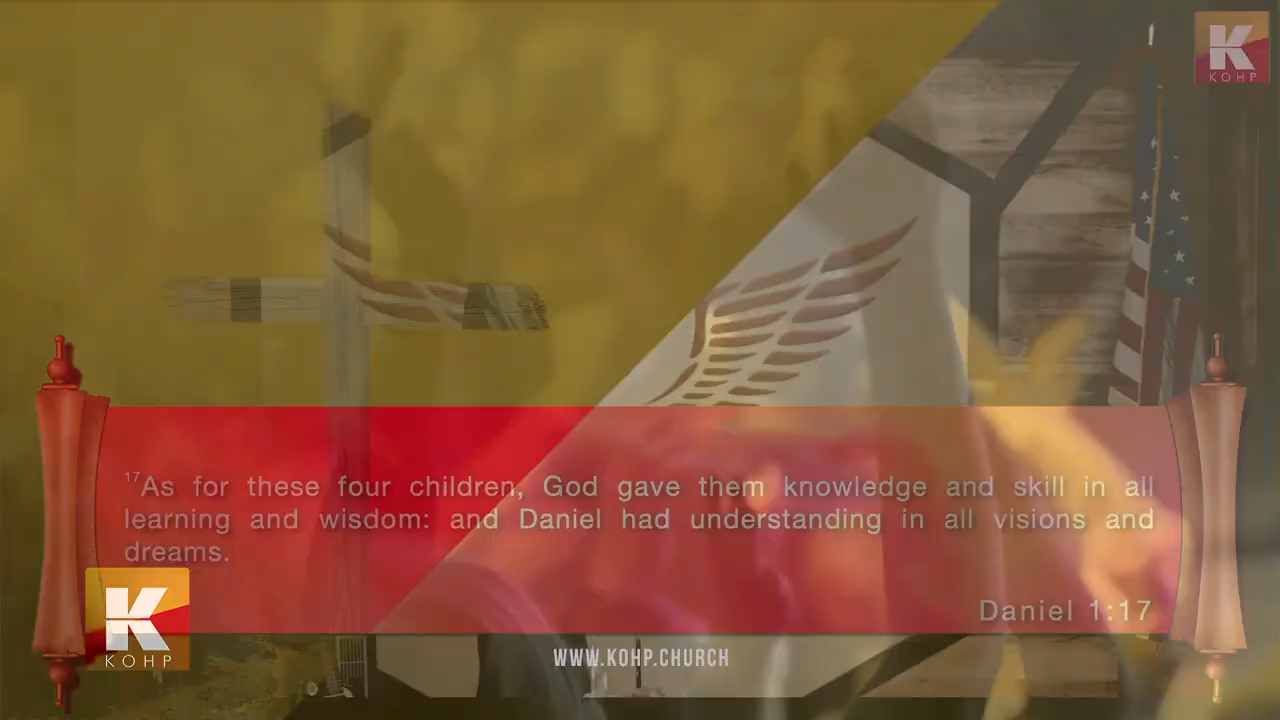 K
KOHP
17As for these four children, God gave them knowledge and skill in all
learning and wisdom: and Daniel had understanding in all visions and
dreams.
Daniel 1:17
K
KOHP
WWW.KOHP.CHURCH